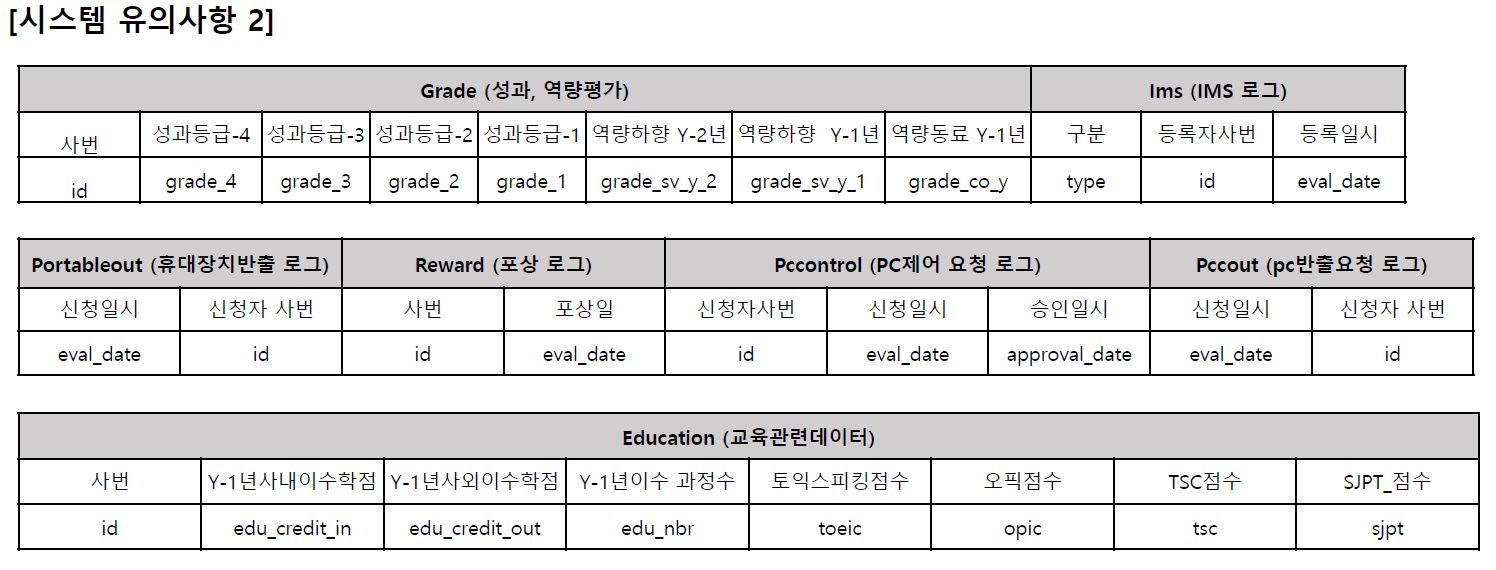 [시스템 유의사항 2]
Grade (성과, 역량평가) Ims (IMS 로그)
사번 성과등급-4 성과등급-3 성과등급-2 성과등급-1 역량하향 Y-2년 역량하향 Y-1년 역량동료 Y-1년 구분 등록자사번 등록일시
id grade_4 grade_3 grade_2 grade_1 grade_sv_y_2 grade_sv_y_1 grade_co_y type id eval_date
Portableout (휴대장치반출 로그) Reward (포상 로그) Pccontrol (PC제어 요청 로그) Pccout (pc반출요청 로그)
신청일시 신청자 사번 사번 포상일 신청자사번 신청일시 승인일시 신청일시 신청자 사번
eval_date id id eval_date id eval_date approval_date eval_date id
Education (교육관련데이터)
사번 Y-1년사내이수학점 Y-1년사외이수학점 Y-1년이수 과정수 토익스피킹점수 오픽점수 TSC점수 SJPT_점수
id edu_credit_in edu_credit_out edu_nbr toeic opic tsc sjpt